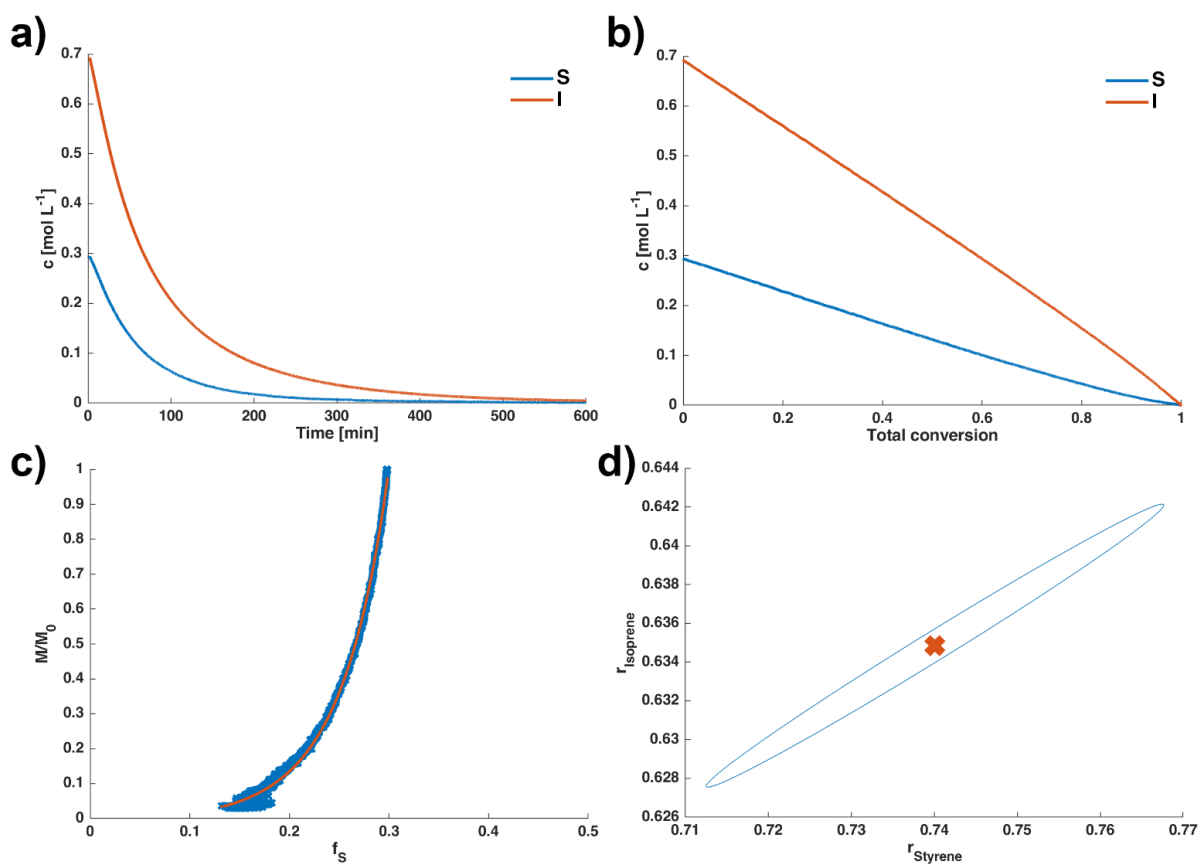 a)
0.7
0.6
0.5
0.4
0.3
0.2
0.1
0
c [mol L⁻¹]
S
I
0 100 200 300 400 500 600
Time [min]
b)
0.7
0.6
0.5
0.4
0.3
0.2
0.1
0
c [mol L⁻¹]
S
I
0 0.2 0.4 0.6 0.8 1
Total conversion
c)
1
0.9
0.8
0.7
0.6
0.5
0.4
0.3
0.2
0.1
0
M/M₀
0 0.1 0.2 0.3 0.4 0.5
f_S
d)
0.644
0.642
0.64
0.638
0.636
0.634
0.632
0.63
0.628
0.626
r_Isoprene
0.71 0.72 0.73 0.74 0.75 0.76 0.77
r_Styrene